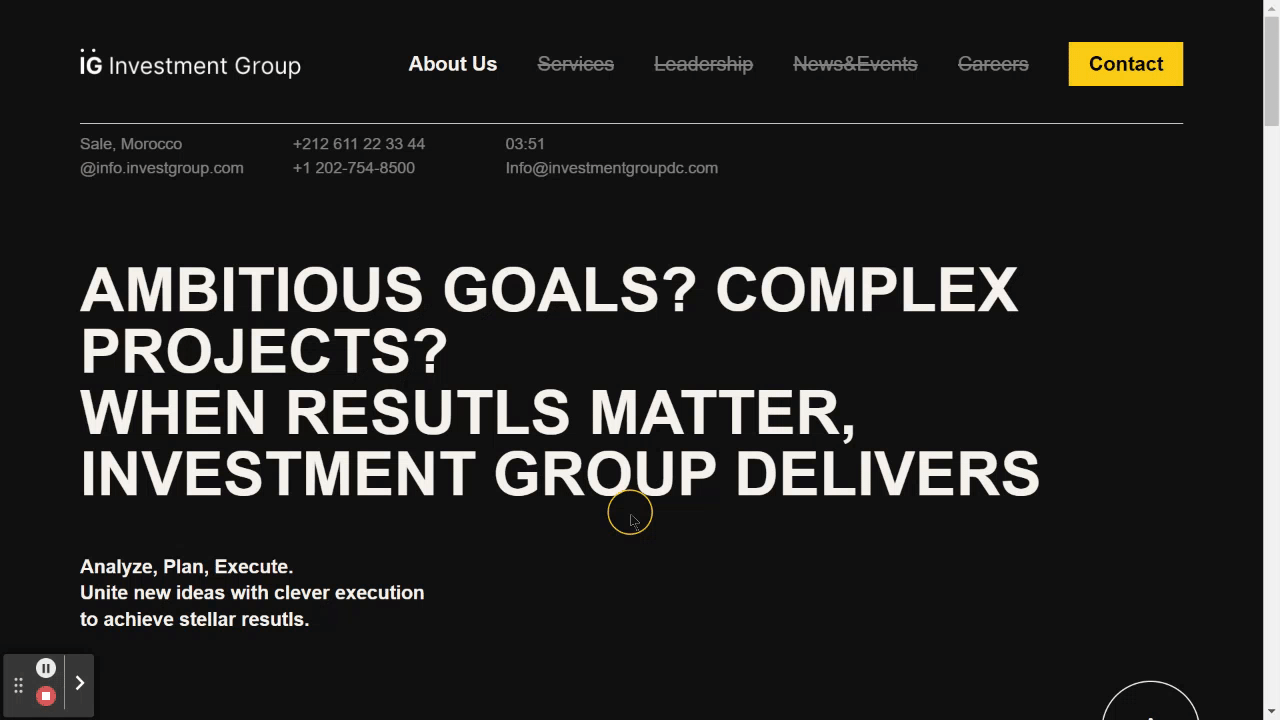 IG Investment Group
About Us Services Leadership News&Events Careers Contact
Sale, Morocco +212 611 22 33 44 03:51
@info.investgroup.com +1 202-754-8500 Info@investmentgroupdc.com
AMBITIOUS GOALS? COMPLEX
PROJECTS?
WHEN RESUTLS MATTER,
INVESTMENT GROUP DELIVERS
Analyze, Plan, Execute.
Unite new ideas with clever execution
to achieve stellar resutls.